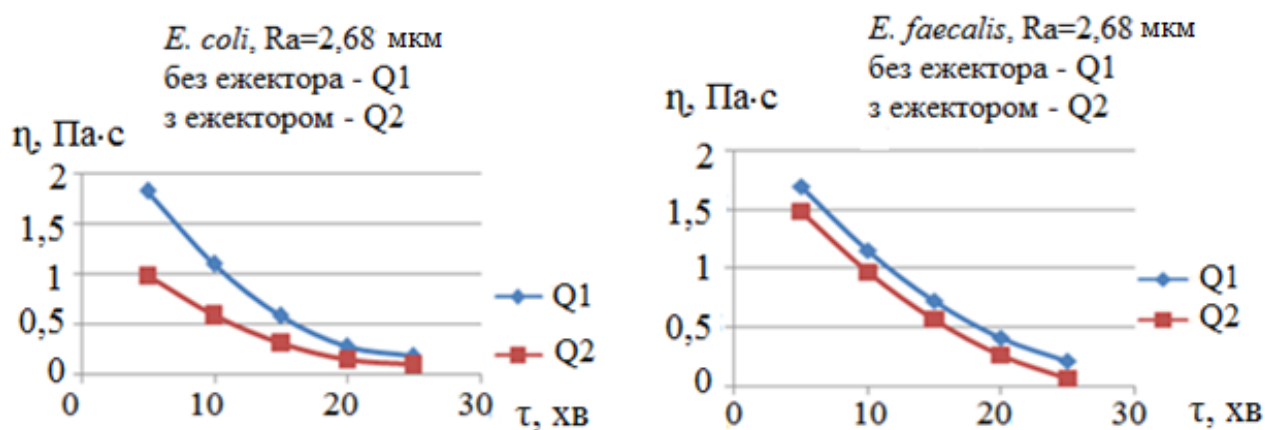 E. coli, Ra=2,68 мкм
без ежектора - Q1
з ежектором - Q2
η, Па·с
2
1,5
1
0,5
0
0
10
20
30
τ, хв
Q1
Q2
E. faecalis, Ra=2,68 мкм
без ежектора - Q1
з ежектором - Q2
η, Па·с
2
1,5
1
0,5
0
0
10
20
30
τ, хв
Q1
Q2